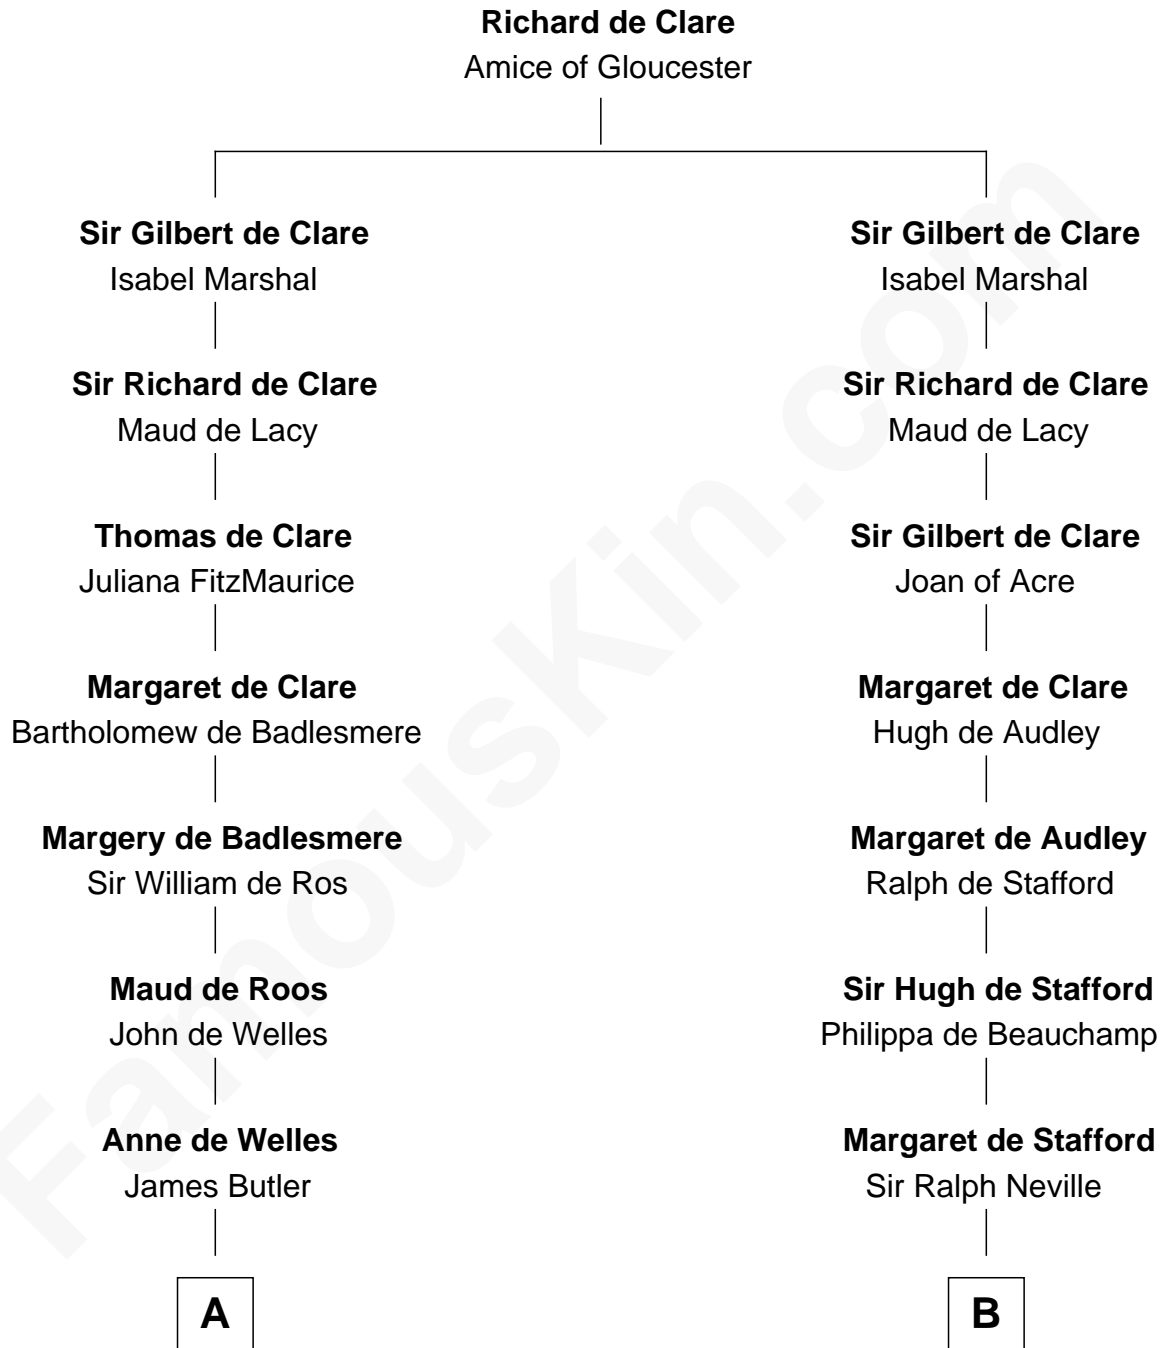 Richard de Clare
Amice of Gloucester
Sir Gilbert de Clare
Isabel Marshal
Sir Richard de Clare
Maud de Lacy
Thomas de Clare
Juliana FitzMaurice
Margaret de Clare
Bartholomew de Badlesmere
Margery de Badlesmere
Sir William de Ros
Maud de Roos
John de Welles
Anne de Welles
James Butler
A
Sir Gilbert de Clare
Isabel Marshal
Sir Richard de Clare
Maud de Lacy
Sir Gilbert de Clare
Joan of Acre
Margaret de Clare
Hugh de Audley
Margaret de Audley
Ralph de Stafford
Sir Hugh de Stafford
Philippa de Beauchamp
Margaret de Stafford
Sir Ralph Neville
B
FamousKin.com